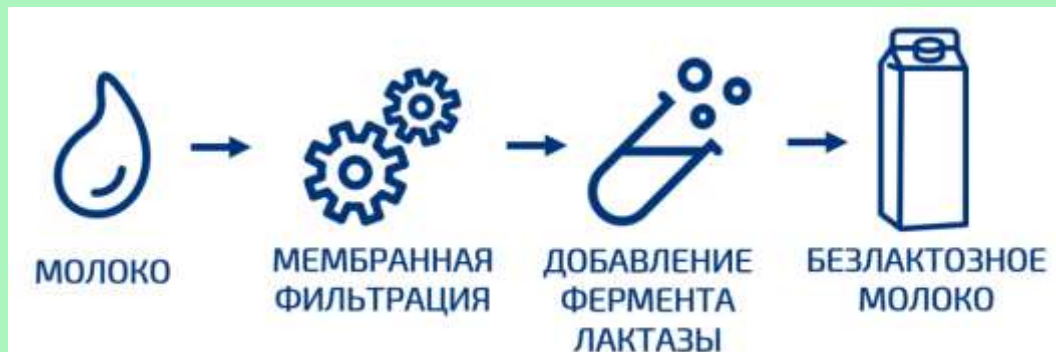 МОЛОКО
МЕМБРАННАЯ
ФИЛЬТРАЦИЯ
ДОБАВЛЕНИЕ
ФЕРМЕНТА
ЛАКТАЗЫ
БЕЗЛАКТОЗНОЕ
МОЛОКО